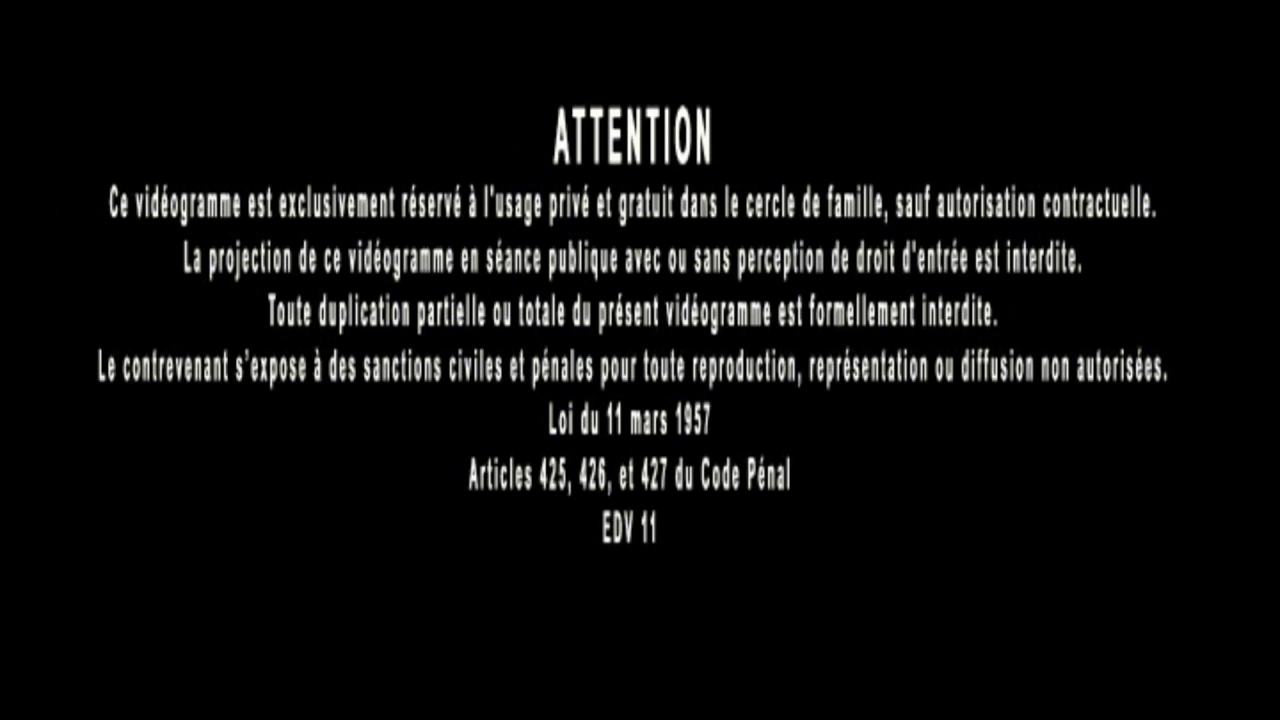 ATTENTION
Ce vidéogramme est exclusivement réservé à l'usage privé et gratuit dans le cercle de famille, sauf autorisation contractuelle.
La projection de ce vidéogramme en séance publique avec ou sans perception de droit d'entrée est interdite.
Toute duplication partielle ou totale du présent vidéogramme est formellement interdite.
Le contrevenant s'expose à des sanctions civiles et pénales pour toute reproduction, représentation ou diffusion non autorisées.
Loi du 11 mars 1957
Articles 425, 426, et 427 du Code Pénal
EDV 11